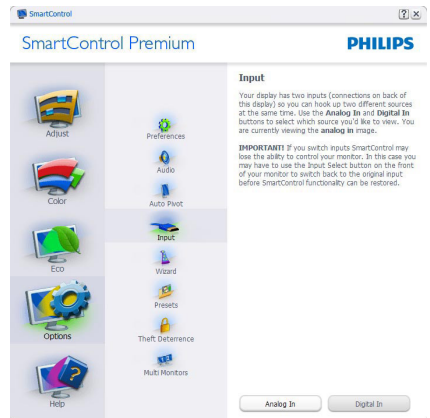 SmartControl
SmartControl Premium
PHILIPS
Adjust
Color
Eco
Options
Help
Preferences
Audio
Auto Pivot
Input
Wizard
Presets
Theft Deterrence
Multi Monitors
Input
Your display has two inputs (connections on back of
this display) so you can hook up two different sources
at the same time. Use the Analog In and Digital In
buttons to select which source you'd like to view. You
are currently viewing the analog in image.
IMPORTANT! If you switch inputs SmartControl may
lose the ability to control your monitor. In this case you
may have to use the Input Select button on the front
of your monitor to switch back to the original input
before SmartControl functionality can be restored.
Analog In
Digital In